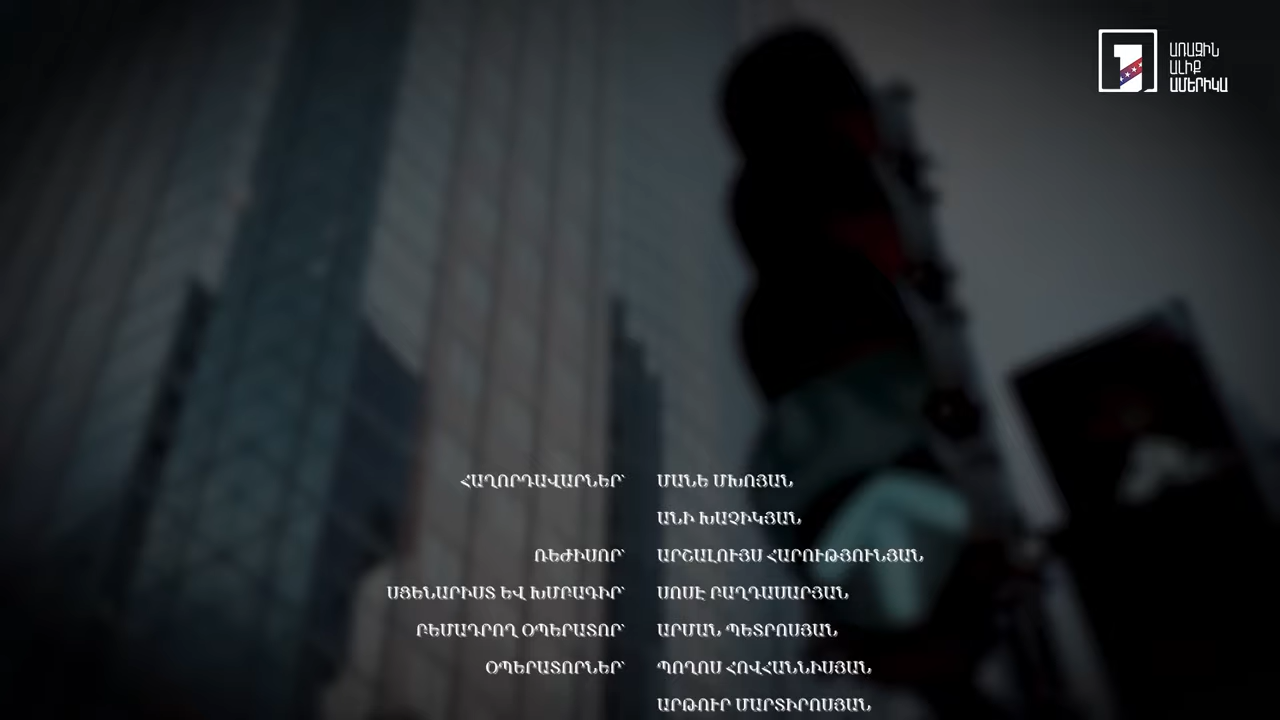 ԱՌԱՋԻՆ
ԱԼԻՔ
ԱՄԵՐԻԿԱ
ՀԱՂՈՐԴԱՎԱՐՆԵՐ՝ ՄԱՆԵ ՄԽՈՅԱՆ
ԱՆԻ ԽԱՉԻԿՅԱՆ
ՌԵԺԻՍՈՐ՝ ԱՐՇԱԼՈՒՅՍ ՀԱՐՈՒԹՅՈՒՆՅԱՆ
ՍՑԵՆԱՐԻՍՏ ԵՎ ԽՄԲԱԳԻՐ՝ ՍՈՍԷ ԲԱՂԴԱՍԱՐՅԱՆ
ԲԵՄԱԴՐՈՂ ՕՊԵՐԱՏՈՐ՝ ԱՐՄԱՆ ՊԵՏՐՈՍՅԱՆ
ՕՊԵՐԱՏՈՐՆԵՐ՝ ՊՈՂՈՍ ՀՈՎՀԱՆՆԻՍՅԱՆ
ԱՐԹՈՒՐ ՄԱՐՏԻՐՈՍՅԱՆ